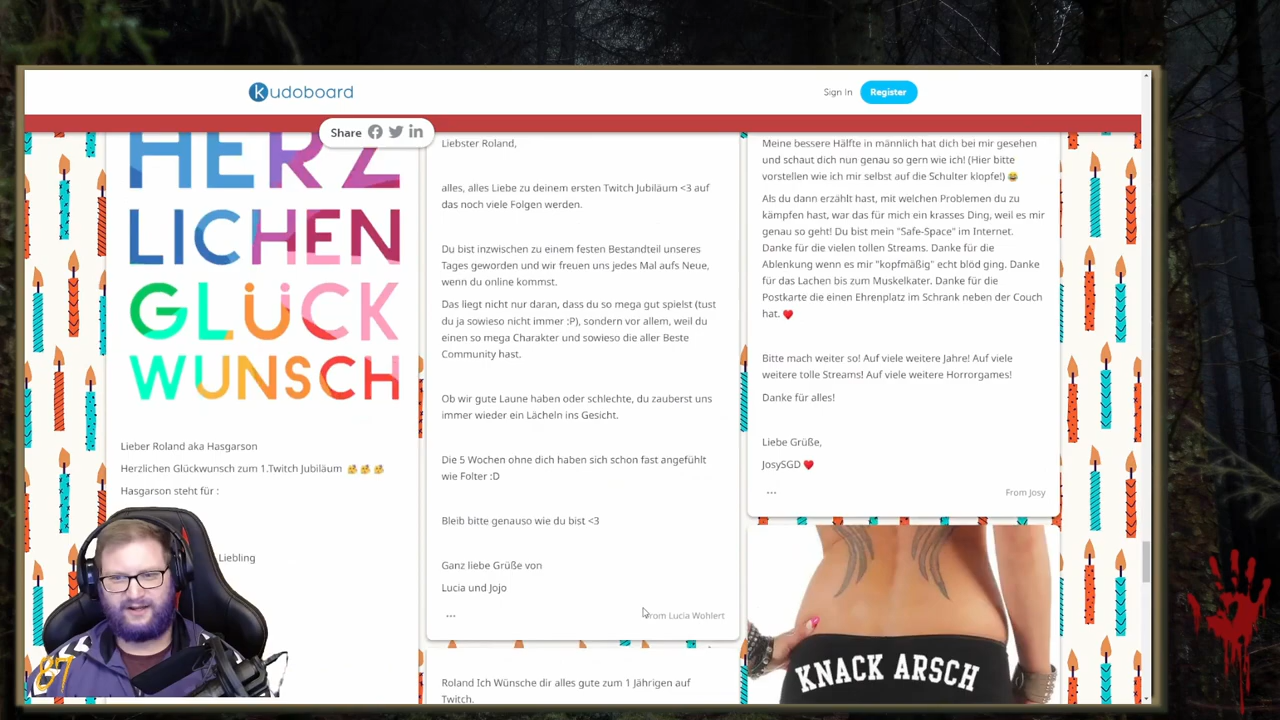 kudoboard
Sign In
Register
Share
HERZ
LICHEN
GLÜCK
WUNSCH
Lieber Roland aka Hasgarson
Herzlichen Glückwunsch zum 1.Twitch Jubiläum 🥳 🥳 🥳
Hasgarson steht für :
Liebling
87
Liebster Roland,
alles, alles Liebe zu deinem ersten Twitch Jubiläum <3 auf
das noch viele Folgen werden.
Du bist inzwischen zu einem festen Bestandteil unseres
Tages geworden und wir freuen uns jedes Mal aufs Neue,
wenn du online kommst.
Das liegt nicht nur daran, dass du so mega gut spielst (tust
du ja sowieso nicht immer :P), sondern vor allem, weil du
einen so mega Charakter und sowieso die aller Beste
Community hast.
Ob wir gute Laune haben oder schlechte, du zauberst uns
immer wieder ein Lächeln ins Gesicht.
Die 5 Wochen ohne dich haben sich schon fast angefühlt
wie Folter :D
Bleib bitte genauso wie du bist <3
Ganz liebe Grüße von
Lucia und Jojo
...
From Lucia Wohlert
Roland Ich Wünsche dir alles gute zum 1 Jährigen auf
Twitch.
Meine bessere Hälfte in männlich hat dich bei mir gesehen
und schaut dich nun genau so gern wie ich! (Hier bitte
vorstellen wie ich mir selbst auf die Schulter klopfe!) 😂
Als du dann erzählt hast, mit welchen Problemen du zu
kämpfen hast, war das für mich ein krasses Ding, weil es mir
genau so geht! Du bist mein "Safe-Space" im Internet.
Danke für die vielen tollen Streams. Danke für die
Ablenkung wenn es mir "kopfmäßig" echt blöd ging. Danke
für das Lachen bis zum Muskelkater. Danke für die
Postkarte die einen Ehrenplatz im Schrank neben der Couch
hat. ♥
Bitte mach weiter so! Auf viele weitere Jahre! Auf viele
weitere tolle Streams! Auf viele weitere Horrorgames!
Danke für alles!
Liebe Grüße,
JosySGD ♥
...
From Josy
KNACK ARSCH